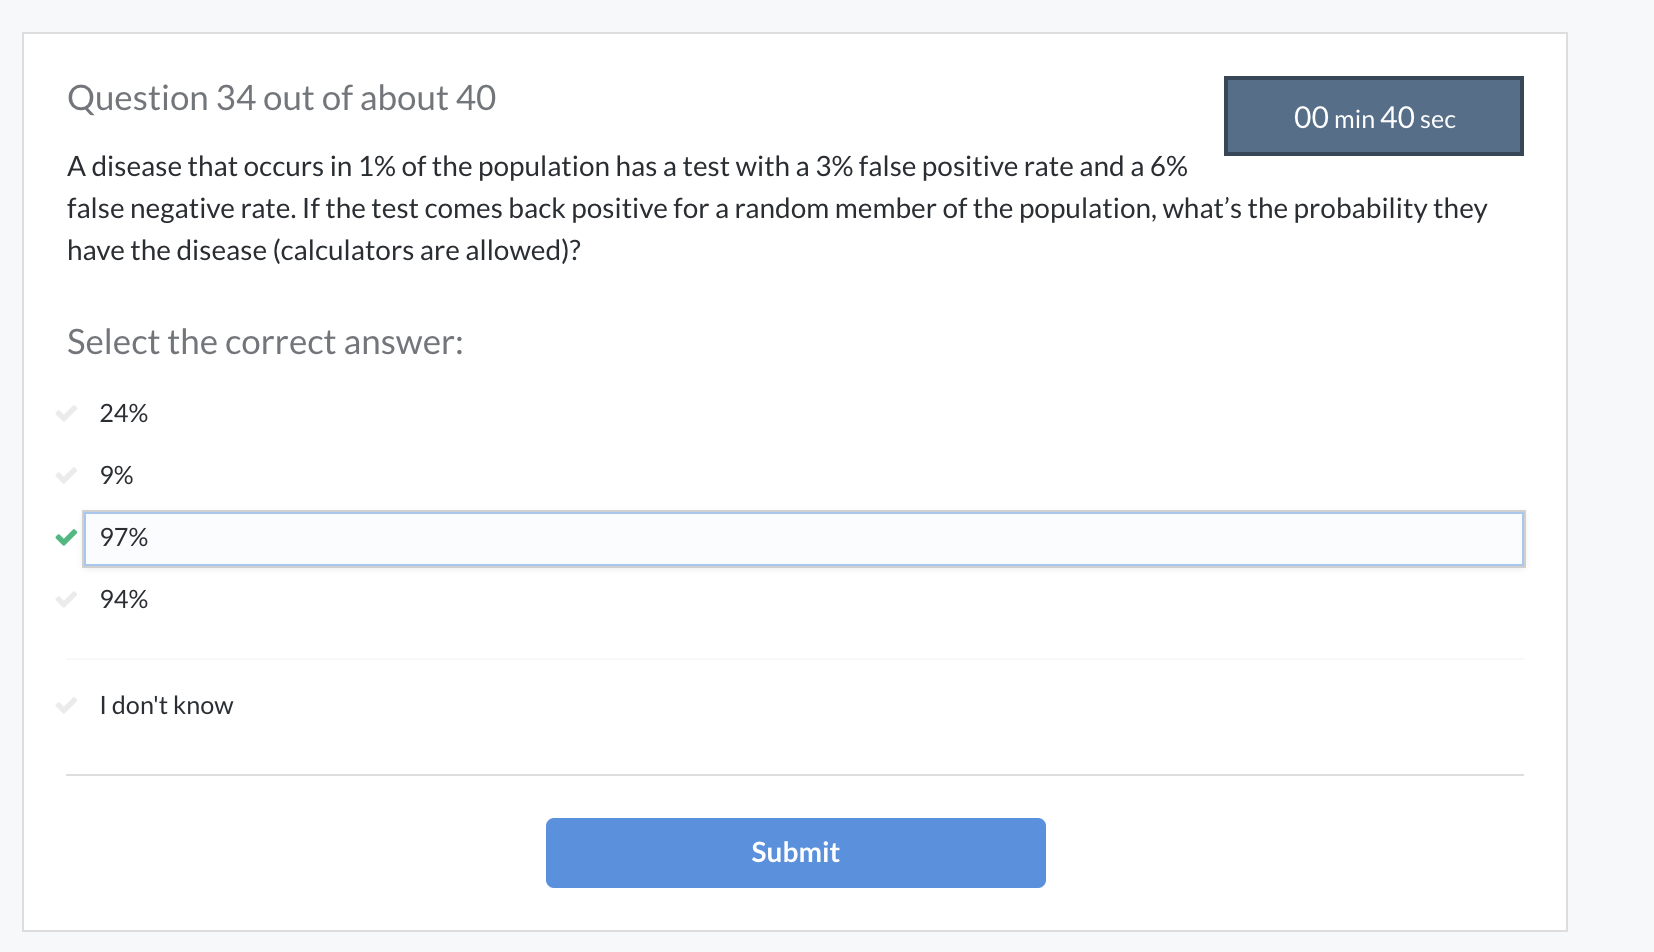 Question 34 out of about 40
00 min 40 sec
A disease that occurs in 1% of the population has a test with a 3% false positive rate and a 6%
false negative rate. If the test comes back positive for a random member of the population, what’s the probability they
have the disease (calculators are allowed)?
Select the correct answer:
24%
9%
97%
94%
I don't know
Submit